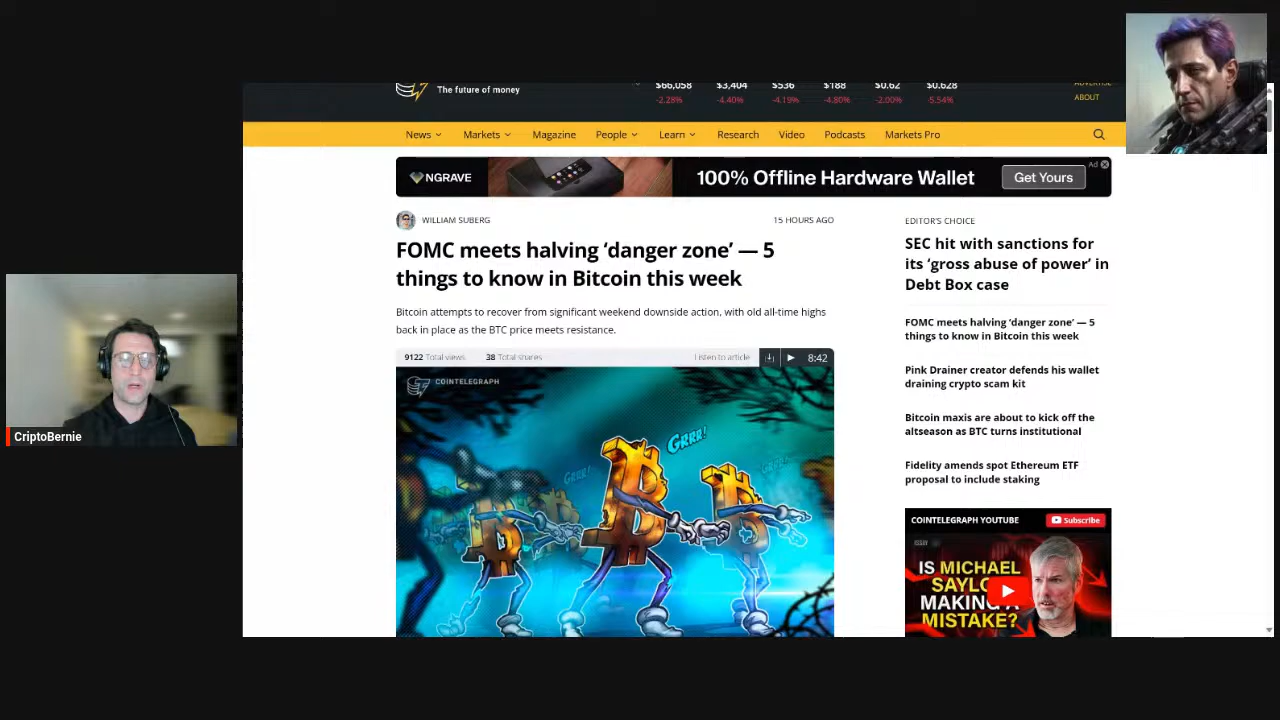 The future of money
$66,058 $3,404 $536 $188 $0.62 $0.628
-2.28% -4.40% -4.19% -4.80% -2.00% -5.54%
ADVERTISE
ABOUT
News Markets Magazine People Learn Research Video Podcasts Markets Pro
NGRAVE
100% Offline Hardware Wallet
Get Yours
Ad
WILLIAM SUBERG
15 HOURS AGO
FOMC meets halving ‘danger zone’ — 5
things to know in Bitcoin this week
Bitcoin attempts to recover from significant weekend downside action, with old all-time highs
back in place as the BTC price meets resistance.
9122 Total views 38 Total shares
Listen to article
8:42
COINTELEGRAPH
GRRR!
GRRR!
GRRR!
EDITOR'S CHOICE
SEC hit with sanctions for
its ‘gross abuse of power’ in
Debt Box case
FOMC meets halving ‘danger zone’ — 5
things to know in Bitcoin this week
Pink Drainer creator defends his wallet
draining crypto scam kit
Bitcoin maxis are about to kick off the
altseason as BTC turns institutional
Fidelity amends spot Ethereum ETF
proposal to include staking
COINTELEGRAPH YOUTUBE
Subscribe
IS MICHAEL
SAYLO
MAKING A
MISTAKE?
CriptoBernie